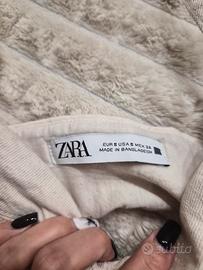 ZARA
EUR S USA S MEX 26
MADE IN BANGLADESH
subito